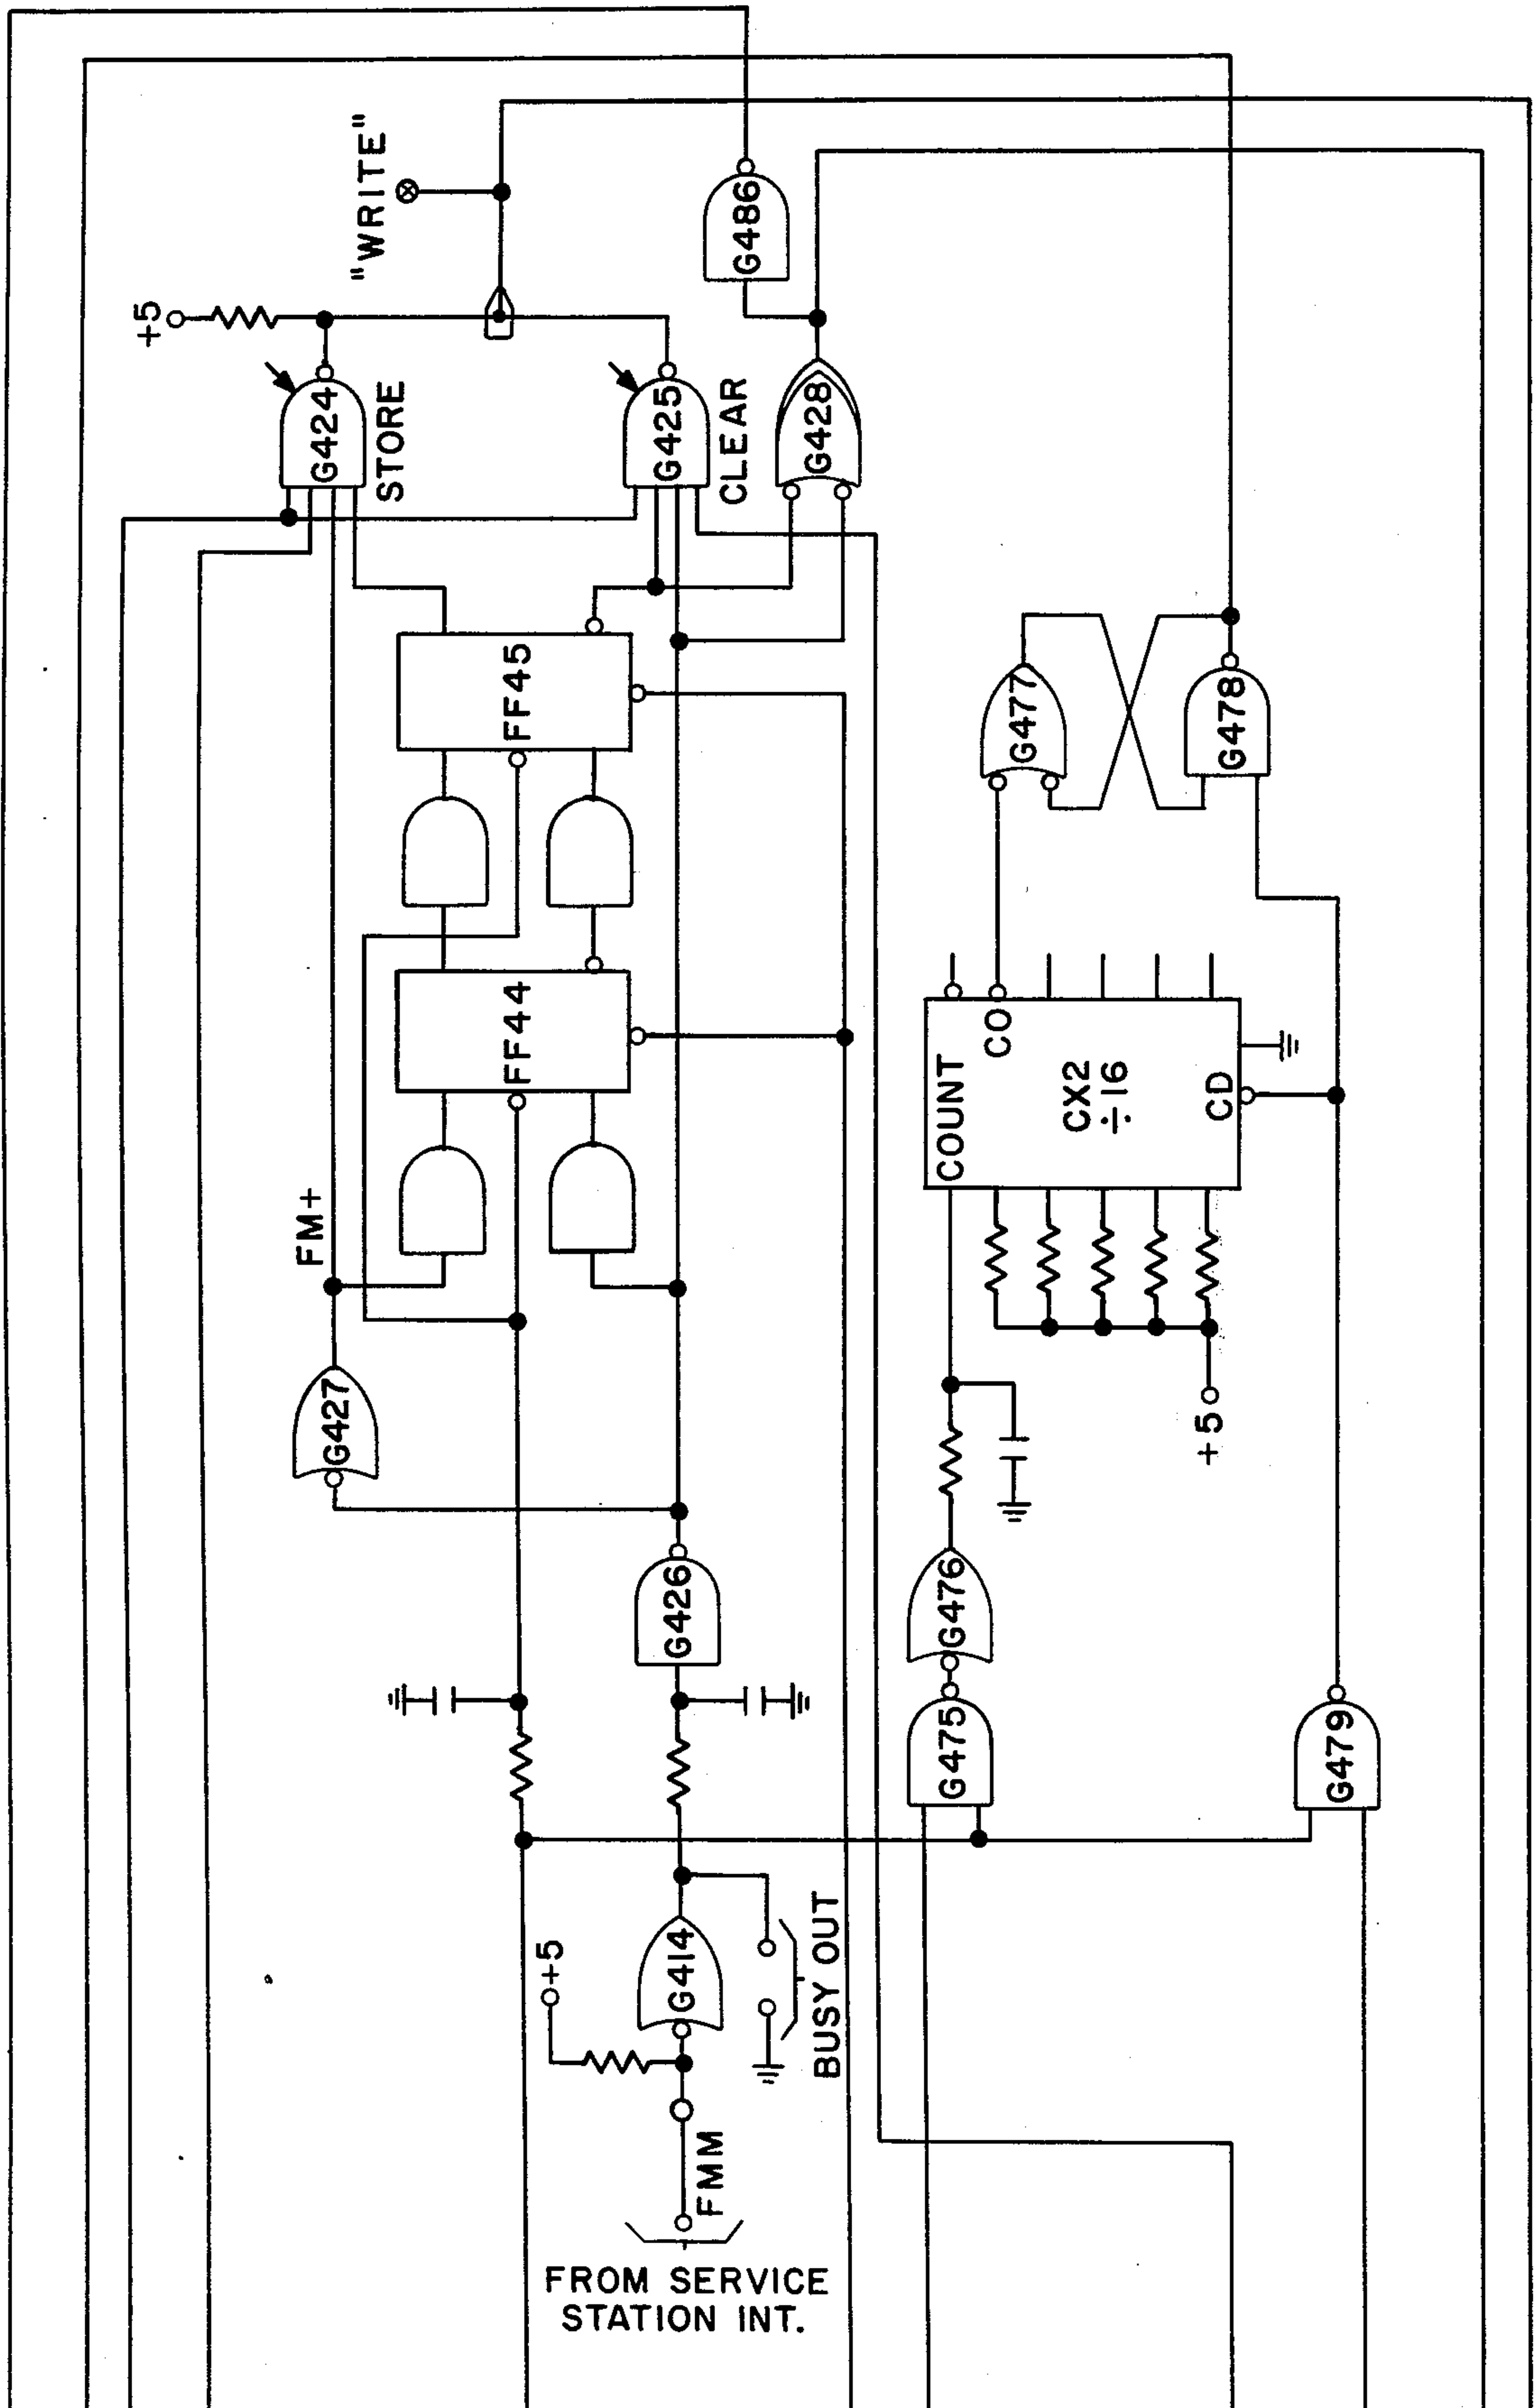 "WRITE"
G486
+5
G424
STORE
G425
CLEAR
G428
FF45
G477
G478
FF44
COUNT
CO
CX2
÷16
CD
FM+
G427
+5
G426
G476
G475
G479
+5
G414
BUSY OUT
FMM
FROM SERVICE
STATION INT.